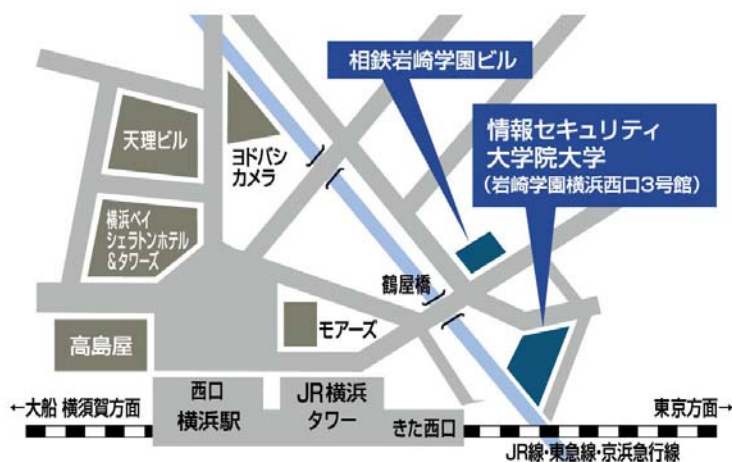 相鉄岩崎学園ビル
情報セキュリティ
大学院大学
(岩崎学園横浜西口3号館)
天理ビル
ヨドバシ
カメラ
横浜ベイ
シェラトンホテル
&タワーズ
鶴屋橋
モアーズ
高島屋
西口
横浜駅
JR横浜
タワー
きた西口
←大船 横須賀方面
東京方面→
JR線・東急線・京浜急行線